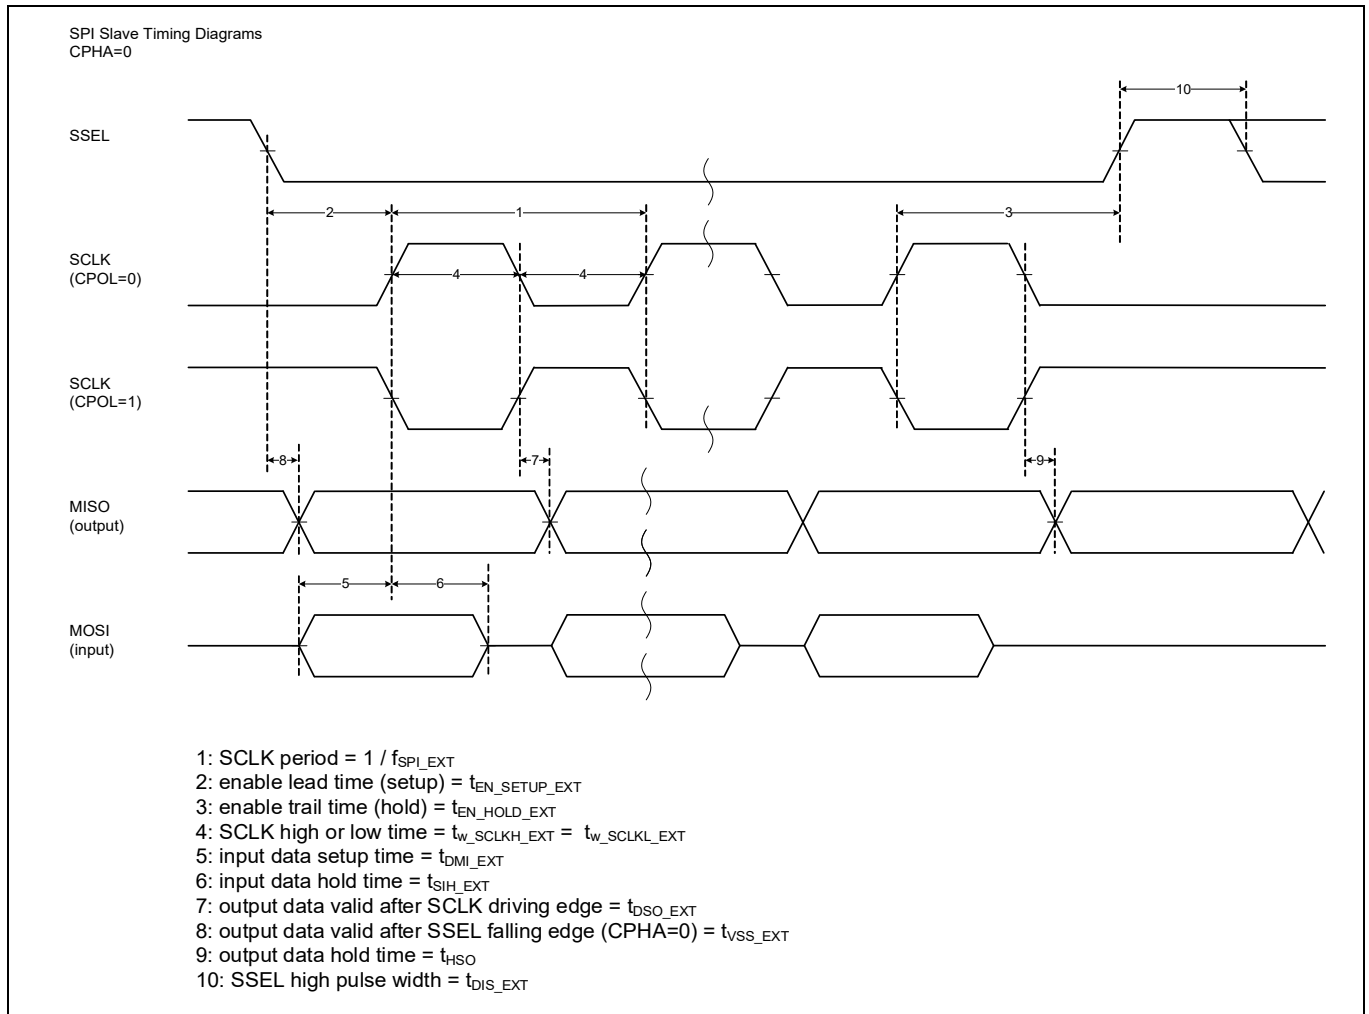 SPI Slave Timing Diagrams
CPHA=0
10
SSEL
2
1
3
SCLK
(CPOL=0)
4
4
SCLK
(CPOL=1)
8
7
9
MISO
(output)
5
6
MOSI
(input)
1: SCLK period = 1 / fSPI_EXT
2: enable lead time (setup) = tEN_SETUP_EXT
3: enable trail time (hold) = tEN_HOLD_EXT
4: SCLK high or low time = tw_SCLKH_EXT = tw_SCLKL_EXT
5: input data setup time = tDMI_EXT
6: input data hold time = tSIH_EXT
7: output data valid after SCLK driving edge = tDSO_EXT
8: output data valid after SSEL falling edge (CPHA=0) = tVSS_EXT
9: output data hold time = tHSO
10: SSEL high pulse width = tDIS_EXT